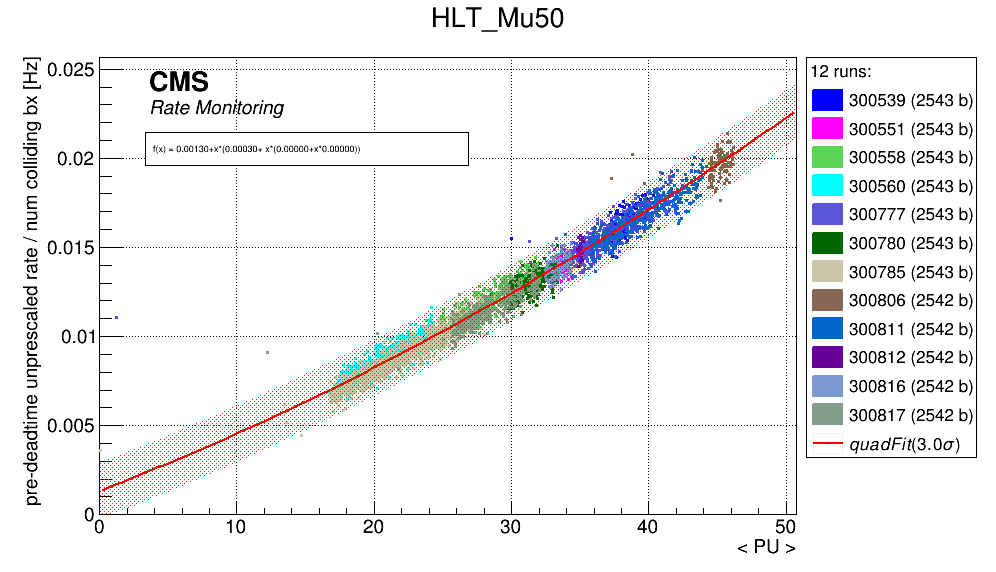 HLT_Mu50
pre-deadtime unprescaled rate / num colliding bx [Hz]
0.025
0.02
0.015
0.01
0.005
0
CMS
Rate Monitoring
f(x) = 0.00130+x*(0.00030+ x*(0.00000+x*0.00000))
0 10 20 30 40 50
< PU >
12 runs:
300539 (2543 b)
300551 (2543 b)
300558 (2543 b)
300560 (2543 b)
300777 (2543 b)
300780 (2543 b)
300785 (2543 b)
300806 (2542 b)
300811 (2542 b)
300812 (2542 b)
300816 (2542 b)
300817 (2542 b)
quadFit(3.0σ)